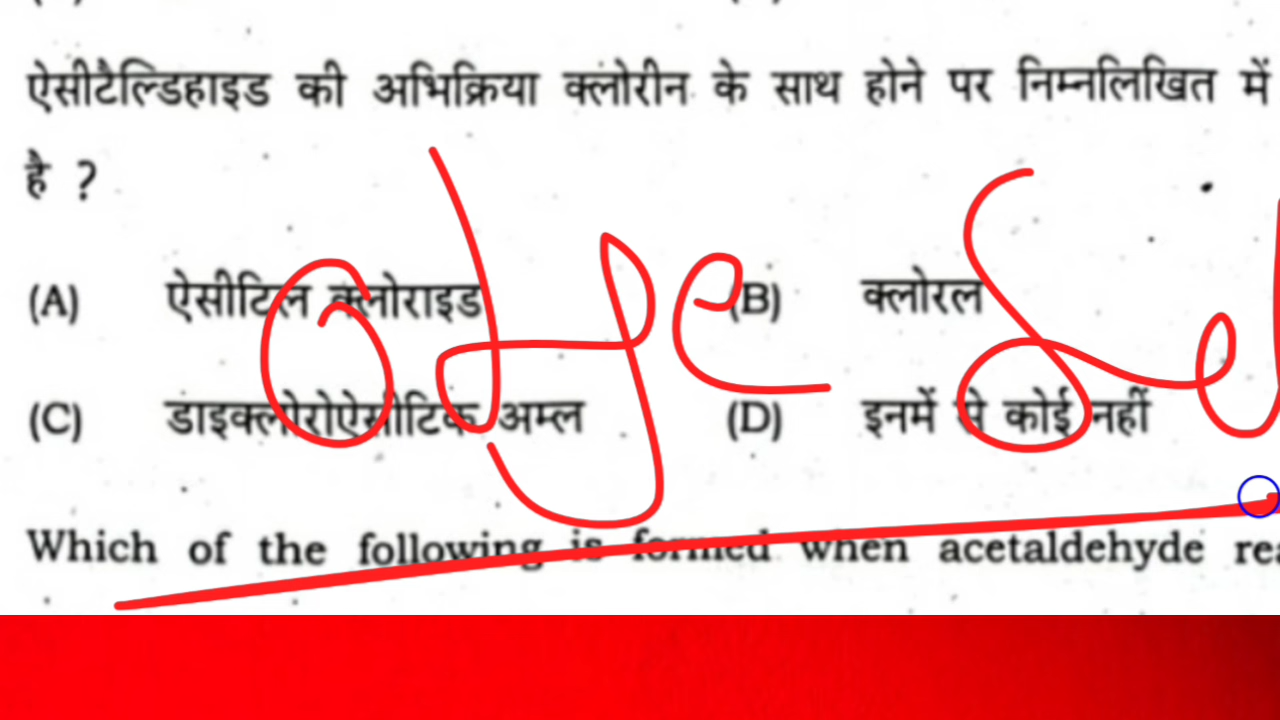 ऐसीटैल्डिहाइड की अभिक्रिया क्लोरीन के साथ होने पर निम्नलिखित में
है ?
(A) ऐसीटिल क्लोराइड (B) क्लोरल
(C) डाइक्लोरोऐसीटिक अम्ल (D) इनमें से कोई नहीं
Which of the following is formed when acetaldehyde rea